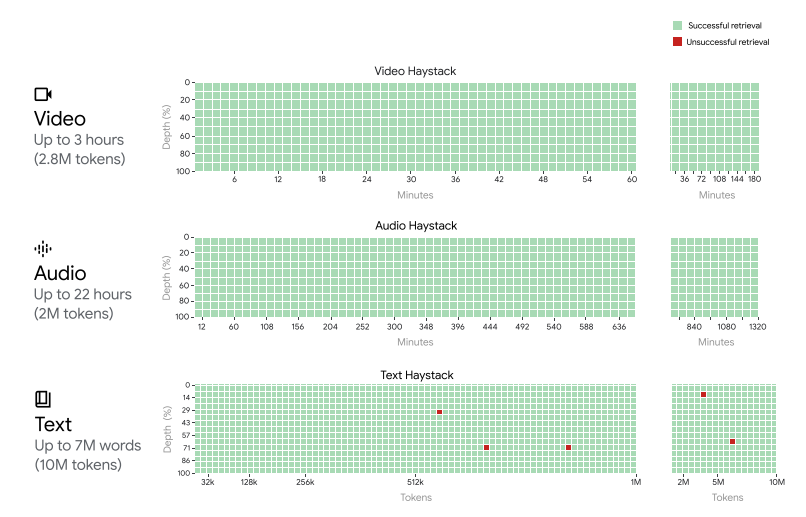 Successful retrieval
Unsuccessful retrieval
Video Haystack
Video
Up to 3 hours
(2.8M tokens)
Depth (%)
0
20
40
60
80
100
6 12 18 24 30 36 42 48 54 60
36 72 108 144 180
Minutes
Minutes
Audio Haystack
Audio
Up to 22 hours
(2M tokens)
Depth (%)
0
20
40
60
80
100
12 60 108 156 204 252 300 348 396 444 492 540 588 636
840 1080 1320
Minutes
Minutes
Text Haystack
Text
Up to 7M words
(10M tokens)
Depth (%)
0
14
29
43
57
71
86
100
32k 128k 256k 512k 1M
2M 5M 10M
Tokens
Tokens